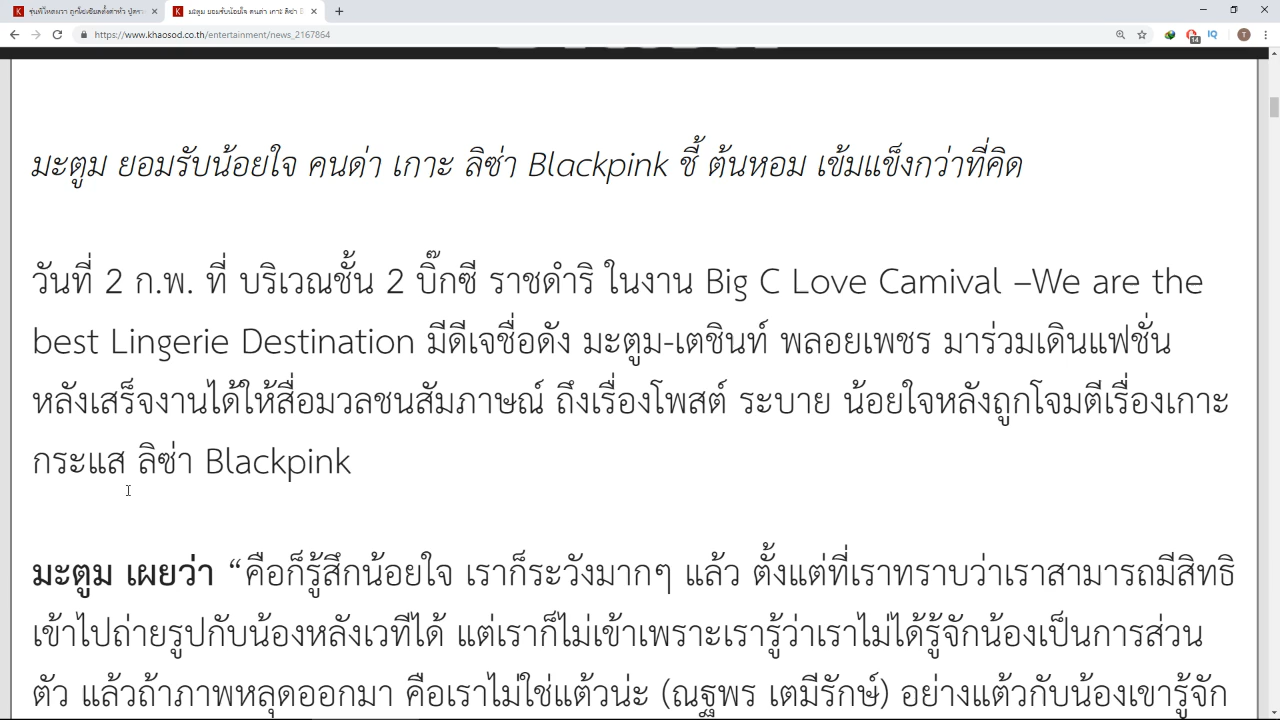 https://www.khaosod.co.th/entertainment/news_2167864
มะตูม ยอมรับน้อยใจ คนด่า เกาะ ลิซ่า Blackpink ชี้ ต้นหอม เข้มแข็งกว่าที่คิด
วันที่ 2 ก.พ. ที่ บริเวณชั้น 2 บิ๊กซี ราชดำริ ในงาน Big C Love Camival –We are the
best Lingerie Destination มีดีเจชื่อดัง มะตูม-เตชินท์ พลอยเพชร มาร่วมเดินแฟชั่น
หลังเสร็จงานได้ให้สื่อมวลชนสัมภาษณ์ ถึงเรื่องโพสต์ ระบาย น้อยใจหลังถูกโจมตีเรื่องเกาะ
กระแส ลิซ่า Blackpink
มะตูม เผยว่า “คือก็รู้สึกน้อยใจ เราก็ระวังมากๆ แล้ว ตั้งแต่ที่เราทราบว่าเราสามารถมีสิทธิ
เข้าไปถ่ายรูปกับน้องหลังเวทีได้ แต่เราก็ไม่เข้าเพราะเรารู้ว่าเราไม่ได้รู้จักน้องเป็นการส่วน
ตัว แล้วถ้าภาพหลุดออกมา คือเราไม่ใช่แต้วน่ะ (ณฐพร เตมีรักษ์) อย่างแต้วกับน้องเขารู้จัก